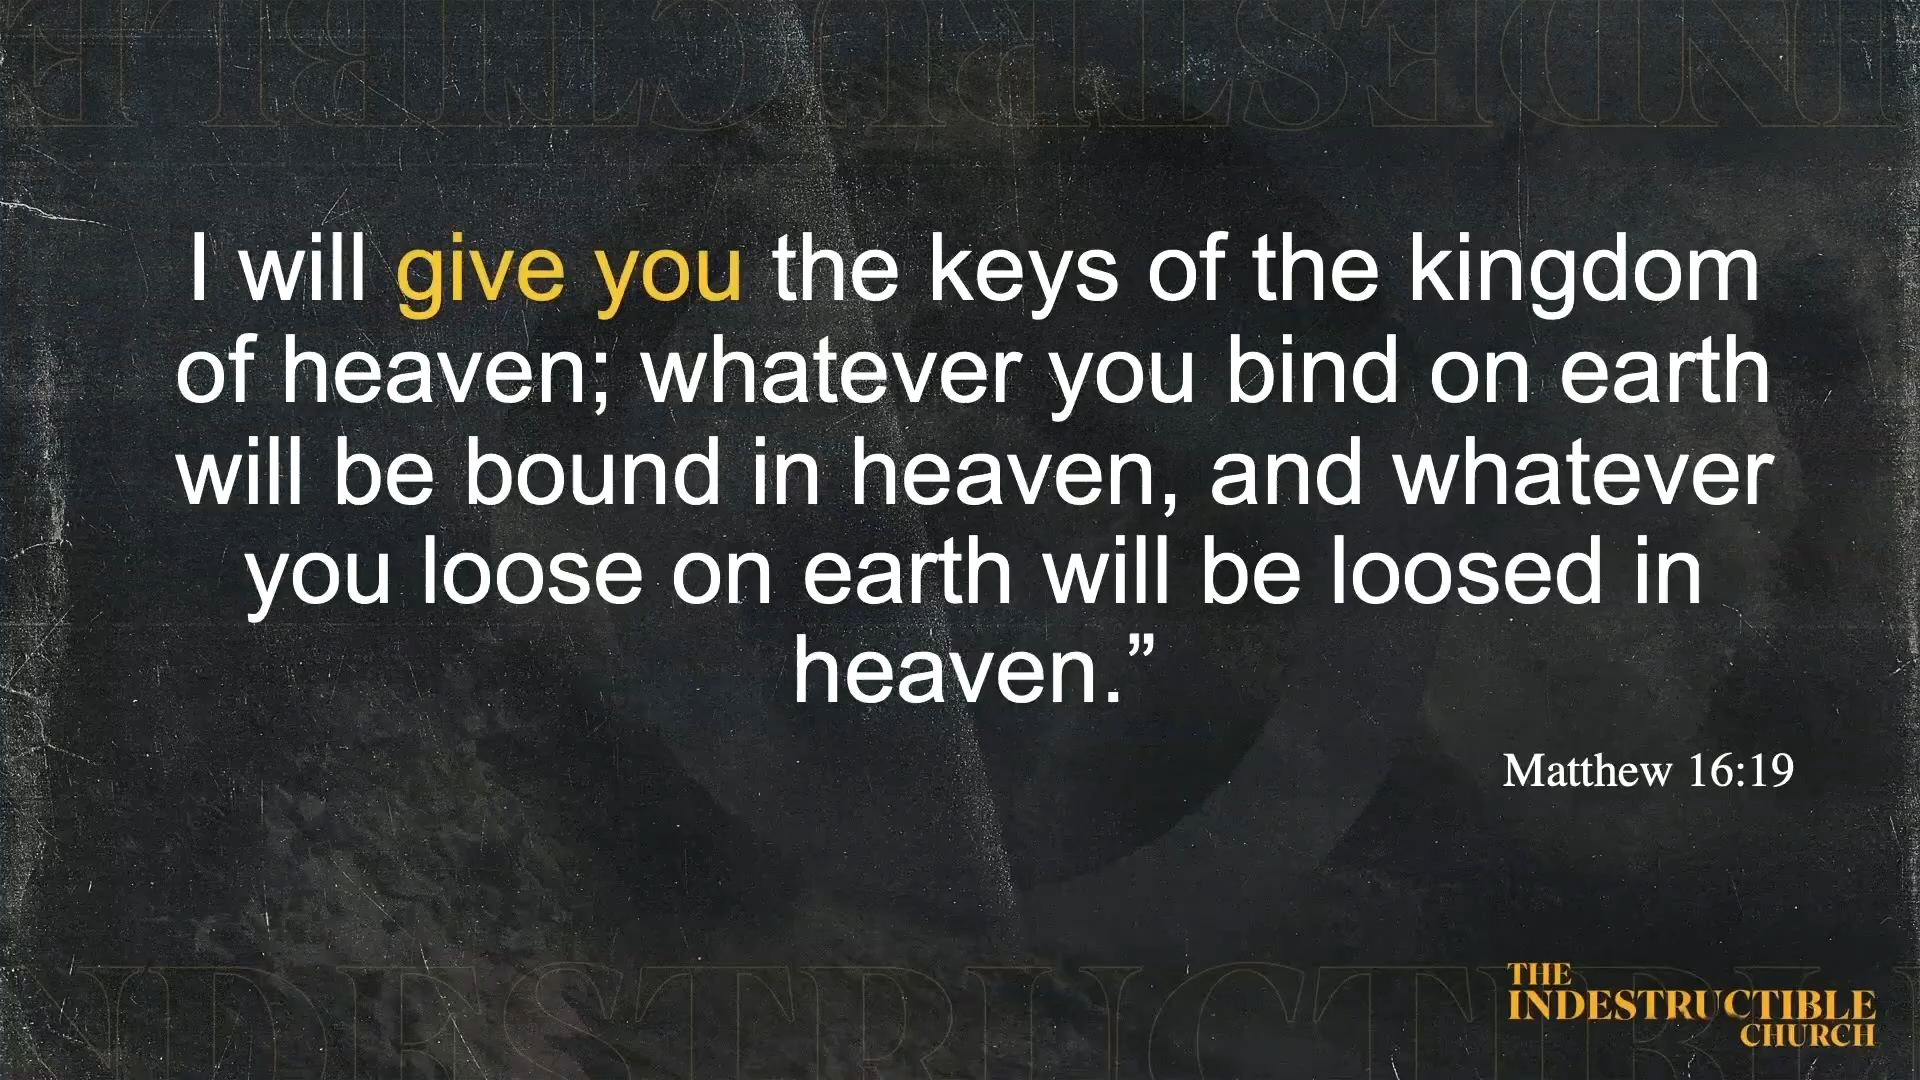 I will give you the keys of the kingdom
of heaven; whatever you bind on earth
will be bound in heaven, and whatever
you loose on earth will be loosed in
heaven.”
Matthew 16:19
THE
INDESTRUCTIBLE
CHURCH